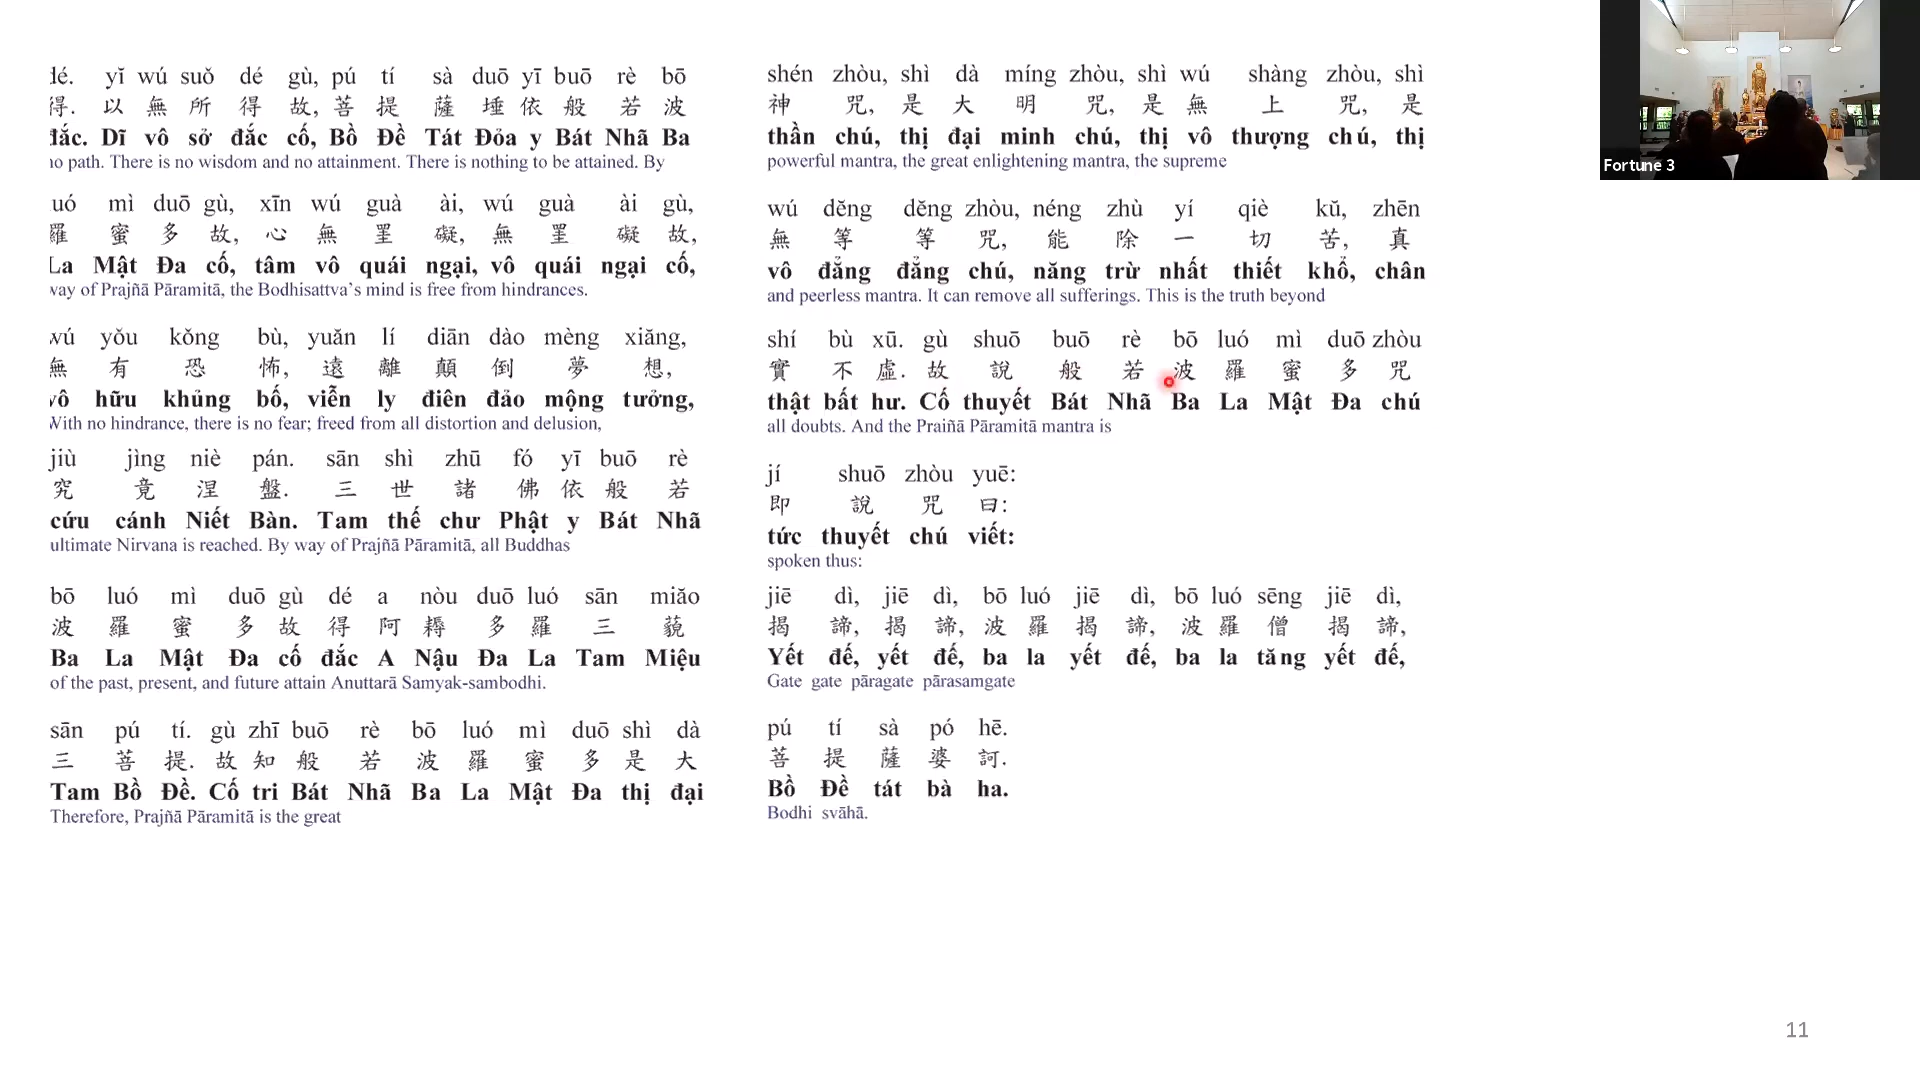 dé. yǐ wú suǒ dé gù, pú tí sà duō yī buō rè bō
得. 以 無 所 得 故, 菩 提 薩 埵 依 般 若 波
đắc. Dĩ vô sở đắc cố, Bồ Đề Tát Đỏa y Bát Nhã Ba
no path. There is no wisdom and no attainment. There is nothing to be attained. By
uó mì duō gù, xīn wú guà ài, wú guà ài gù,
羅 蜜 多 故, 心 無 罣 礙, 無 罣 礙 故,
La Mật Đa cố, tâm vô quái ngại, vô quái ngại cố,
way of Prajñā Pāramitā, the Bodhisattva's mind is free from hindrances.
wú yǒu kǒng bù, yuǎn lí diān dào mèng xiǎng,
無 有 恐 怖, 遠 離 顛 倒 夢 想,
vô hữu khủng bố, viễn ly điên đảo mộng tưởng,
With no hindrance, there is no fear; freed from all distortion and delusion,
jiù jìng niè pán. sān shì zhū fó yī buō rè
究 竟 涅 盤. 三 世 諸 佛 依 般 若
cứu cánh Niết Bàn. Tam thế chư Phật y Bát Nhã
ultimate Nirvana is reached. By way of Prajñā Pāramitā, all Buddhas
bō luó mì duō gù dé a nòu duō luó sān miǎo
波 羅 蜜 多 故 得 阿 耨 多 羅 三 藐
Ba La Mật Đa cố đắc A Nậu Đa La Tam Miệu
of the past, present, and future attain Anuttarā Samyak-sambodhi.
sān pú tí. gù zhī buō rè bō luó mì duō shì dà
三 菩 提. 故 知 般 若 波 羅 蜜 多 是 大
Tam Bồ Đề. Cố tri Bát Nhã Ba La Mật Đa thị đại
Therefore, Prajñā Pāramitā is the great
shén zhòu, shì dà míng zhòu, shì wú shàng zhòu, shì
神 咒, 是 大 明 咒, 是 無 上 咒, 是
thần chú, thị đại minh chú, thị vô thượng chú, thị
powerful mantra, the great enlightening mantra, the supreme
wú děng děng zhòu, néng zhù yí qiè kǔ, zhēn
無 等 等 咒, 能 除 一 切 苦, 真
vô đẳng đẳng chú, năng trừ nhất thiết khổ, chân
and peerless mantra. It can remove all sufferings. This is the truth beyond
shí bù xū. gù shuō buō rè bō luó mì duō zhòu
實 不 虛. 故 說 般 若 波 羅 蜜 多 咒
thật bất hư. Cố thuyết Bát Nhã Ba La Mật Đa chú
all doubts. And the Praiñā Pāramitā mantra is
jí shuō zhòu yuē:
即 說 咒 曰:
tức thuyết chú viết:
spoken thus:
jiē dì, jiē dì, bō luó jiē dì, bō luó sēng jiē dì,
揭 諦, 揭 諦, 波 羅 揭 諦, 波 羅 僧 揭 諦,
Yết đế, yết đế, ba la yết đế, ba la tăng yết đế,
Gate gate pāragate pārasamgate
pú tí sà pó hē.
菩 提 薩 婆 訶.
Bồ Đề tát bà ha.
Bodhi svāhā.
Fortune 3
11